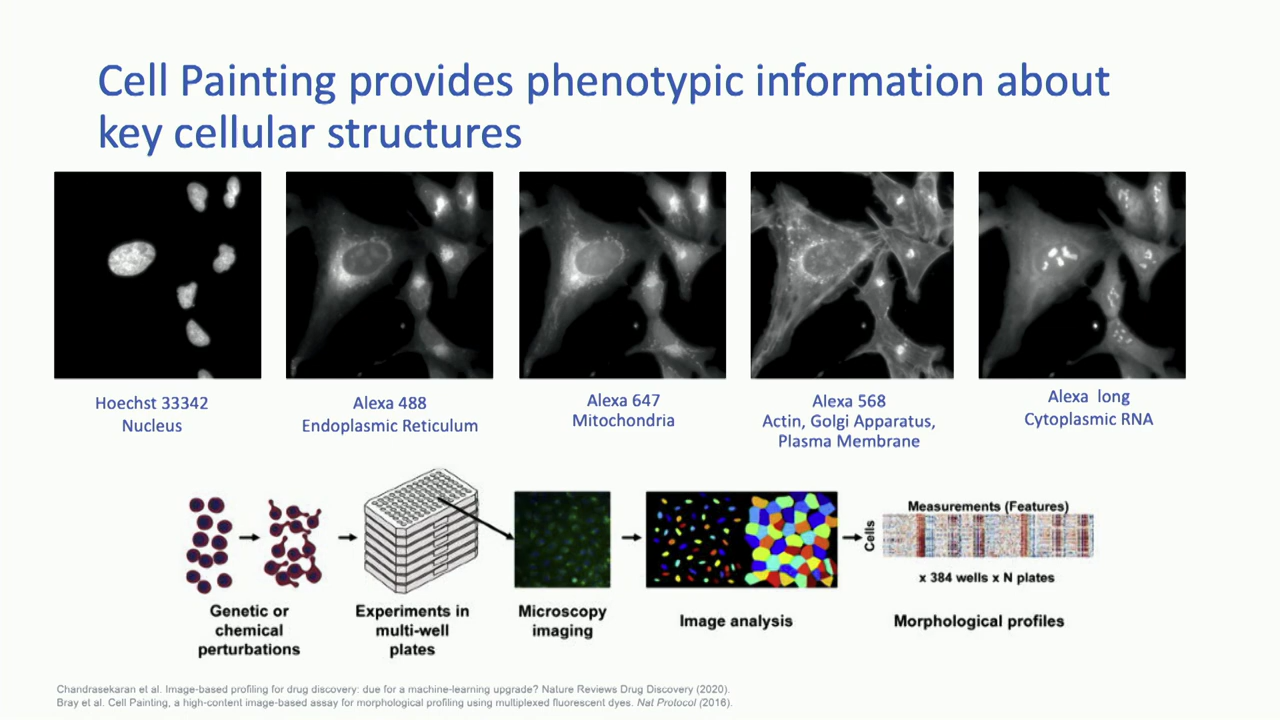 Cell Painting provides phenotypic information about
key cellular structures
Hoechst 33342
Nucleus
Alexa 488
Endoplasmic Reticulum
Alexa 647
Mitochondria
Alexa 568
Actin, Golgi Apparatus,
Plasma Membrane
Alexa long
Cytoplasmic RNA
Measurements (Features)
Cells
x 384 wells x N plates
Genetic or
chemical
perturbations
Experiments in
multi-well
plates
Microscopy
imaging
Image analysis
Morphological profiles
Chandrasekaran et al. Image-based profiling for drug discovery: due for a machine-learning upgrade? Nature Reviews Drug Discovery (2020).
Bray et al. Cell Painting, a high-content image-based assay for morphological profiling using multiplexed fluorescent dyes. Nat Protocol (2016).